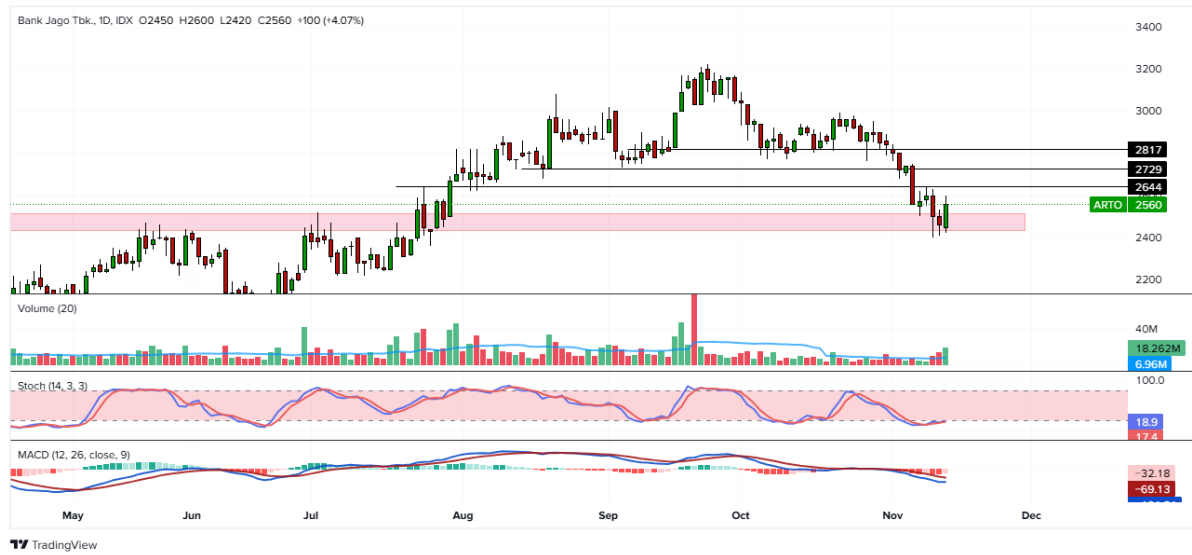 Bank Jago Tbk., 1D, IDX O2450 H2600 L2420 C2560 +100 (+4.07%)
3400
3200
3000
2817
2729
2644
ARTO 2560
2400
2200
Volume (20)
40M
18.262M
6.96M
Stoch (14, 3, 3)
100.0
18.9
17.4
MACD (12, 26, close, 9)
−32.18
−69.13
May Jun Jul Aug Sep Oct Nov Dec
TradingView